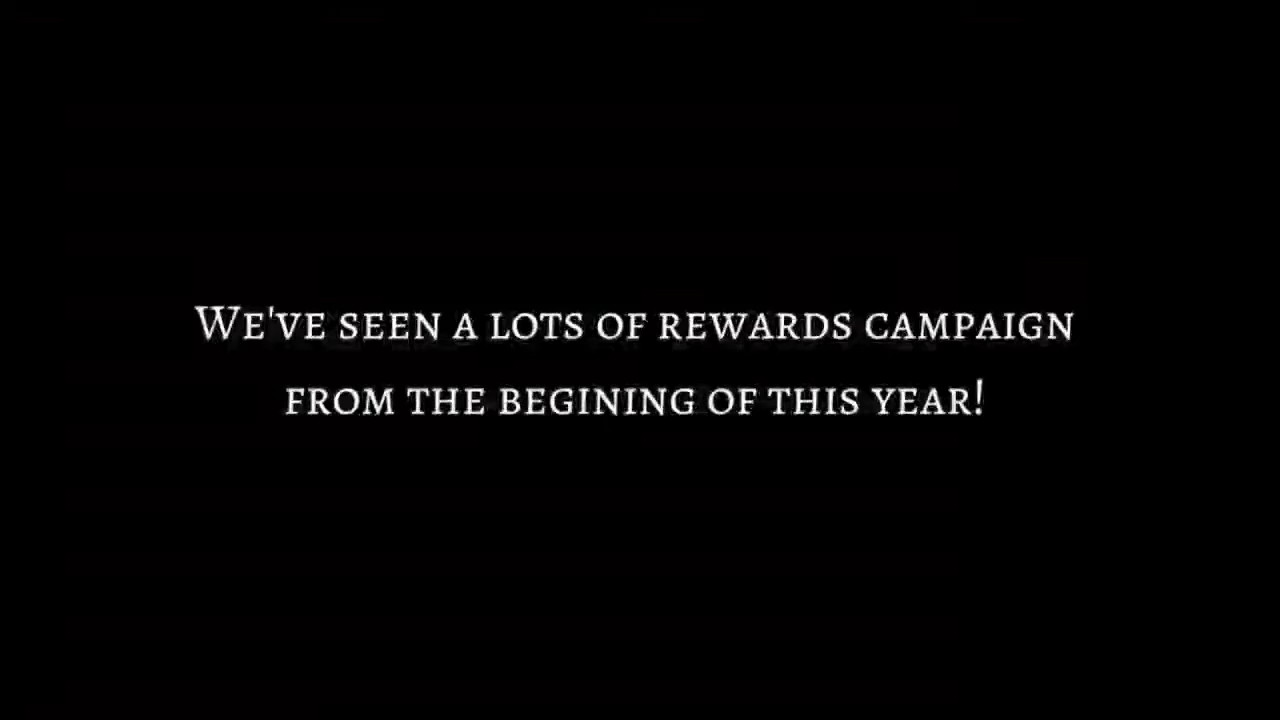 We've seen a lots of rewards campaign
from the begining of this year!